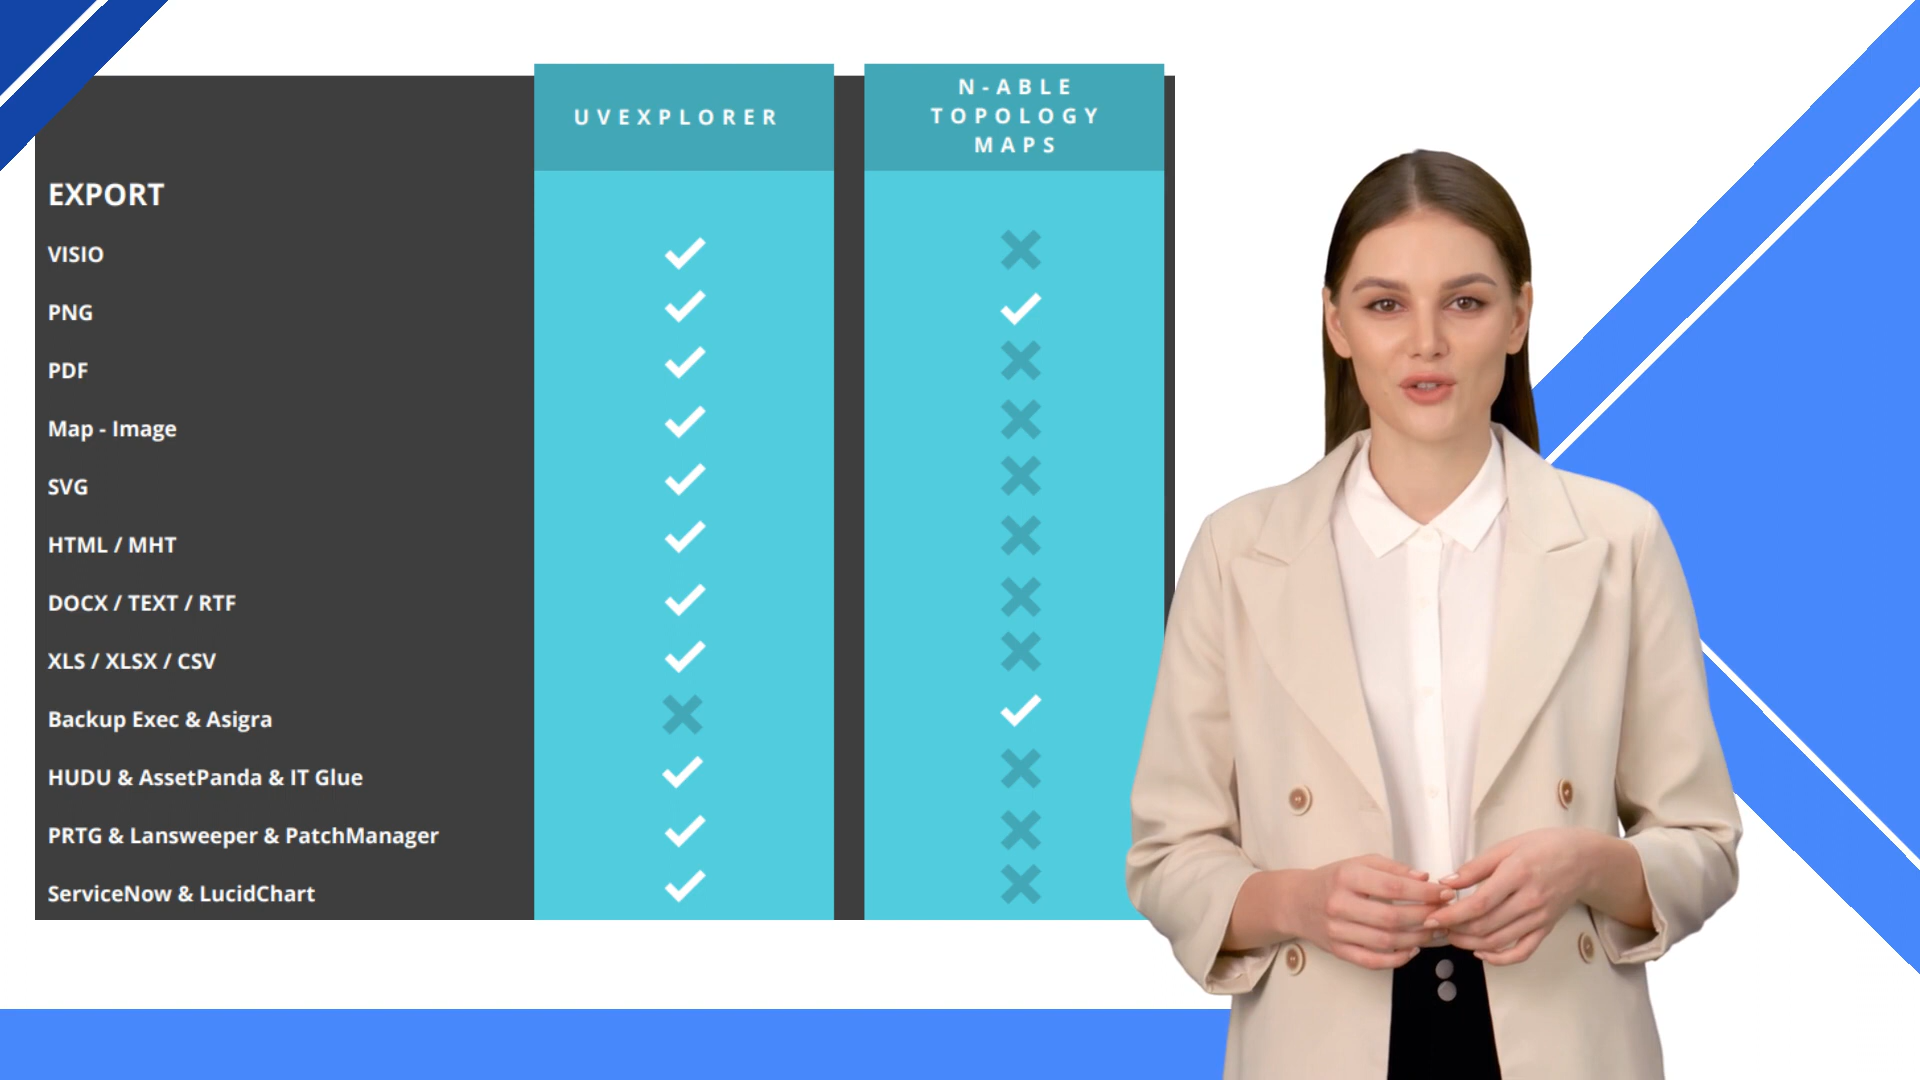 UVEXPLORER
N-ABLE
TOPOLOGY
MAPS
EXPORT
VISIO
PNG
PDF
Map - Image
SVG
HTML / MHT
DOCX / TEXT / RTF
XLS / XLSX / CSV
Backup Exec & Asigra
HUDU & AssetPanda & IT Glue
PRTG & Lansweeper & PatchManager
ServiceNow & LucidChart